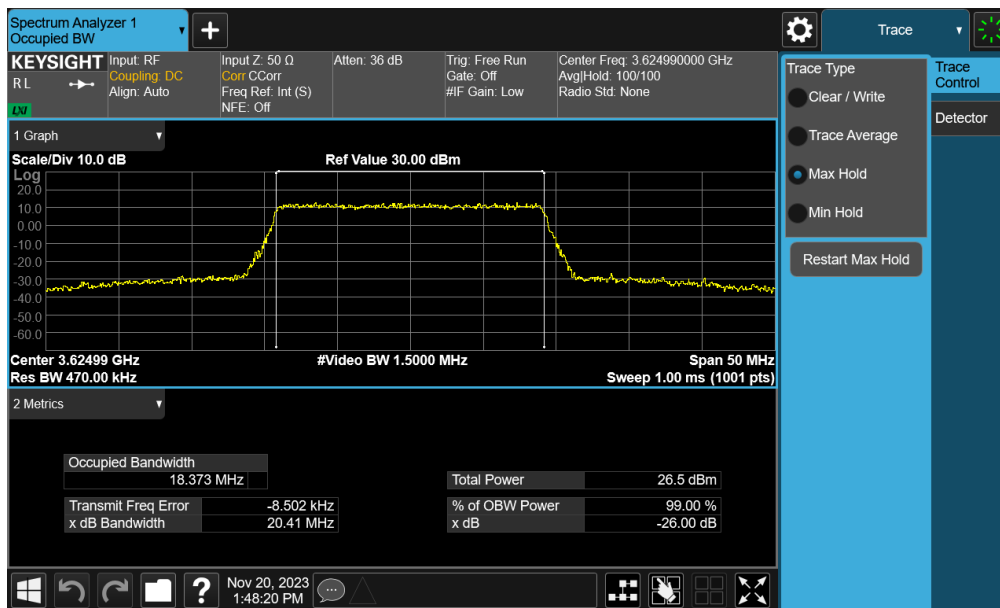 Spectrum Analyzer 1
Occupied BW
+
Trace
KEYSIGHT
R L
LXI
Input: RF
Coupling: DC
Align: Auto
Input Z: 50 Ω
Corr CCorr
Freq Ref: Int (S)
NFE: Off
Atten: 36 dB
Trig: Free Run
Gate: Off
#IF Gain: Low
Center Freq: 3.624990000 GHz
Avg|Hold: 100/100
Radio Std: None
Trace Type
Clear / Write
Trace Average
Max Hold
Min Hold
Restart Max Hold
Trace
Control
Detector
1 Graph
Scale/Div 10.0 dB
Ref Value 30.00 dBm
Log
20.0
10.0
0.00
-10.0
-20.0
-30.0
-40.0
-50.0
-60.0
Center 3.62499 GHz
#Video BW 1.5000 MHz
Span 50 MHz
Res BW 470.00 kHz
Sweep 1.00 ms (1001 pts)
2 Metrics
Occupied Bandwidth
18.373 MHz
Total Power 26.5 dBm
Transmit Freq Error -8.502 kHz
% of OBW Power 99.00 %
x dB Bandwidth 20.41 MHz
x dB -26.00 dB
?
Nov 20, 2023
1:48:20 PM